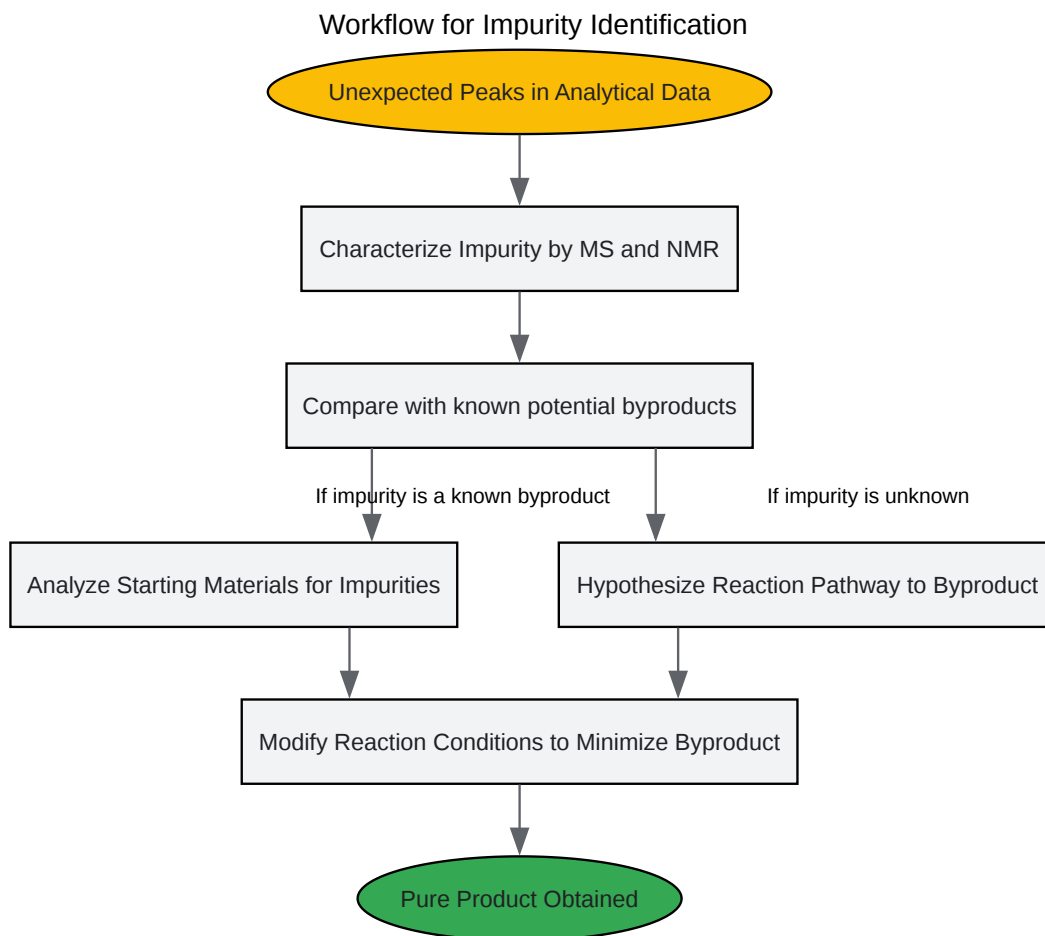 Workflow for Impurity Identification
Unexpected Peaks in Analytical Data
Characterize Impurity by MS and NMR
Compare with known potential byproducts
If impurity is a known byproduct
If impurity is unknown
Analyze Starting Materials for Impurities
Hypothesize Reaction Pathway to Byproduct
Modify Reaction Conditions to Minimize Byproduct
Pure Product Obtained